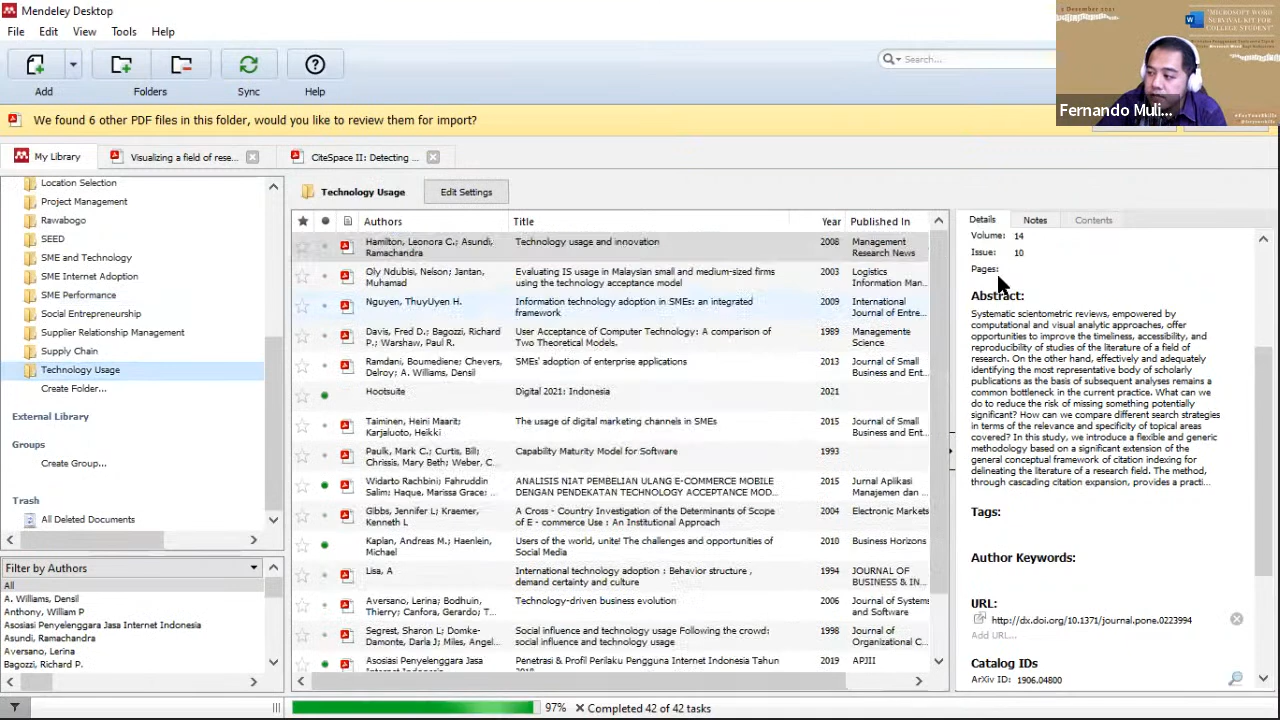 Mendeley Desktop
File Edit View Tools Help
Add Folders Sync Help
Search...
5 December 2021
"MICROSOFT WORD
SURVIVAL KIT FOR
COLLEGE STUDENT"
Fernando Muli...
We found 6 other PDF files in this folder, would you like to review them for import?
My Library
Visualizing a field of rese...
CiteSpace II: Detecting ...
Location Selection
Project Management
Rawabogo
SEED
SME and Technology
SME Internet Adoption
SME Performance
Social Entrepreneurship
Supplier Relationship Management
Supply Chain
Technology Usage
Create Folder...
External Library
Groups
Create Group...
Trash
All Deleted Documents
Filter by Authors
All
A. Williams, Densil
Anthony, William P
Asosiasi Penyelenggara Jasa Internet Indonesia
Asundi, Ramachandra
Aversano, Lerina
Bagozzi, Richard P.
Technology Usage Edit Settings
Authors Title Year Published In
Hamilton, Leonora C.; Asundi, Technology usage and innovation 2008 Management
Ramachandra Research News
Oly Ndubisi, Nelson; Jantan, Evaluating IS usage in Malaysian small and medium-sized firms 2003 Logistics
Muhamad using the technology acceptance model Information Man...
Nguyen, ThuyUyen H. Information technology adoption in SMEs: an integrated 2009 International
framework Journal of Entre...
Davis, Fred D.; Bagozzi, Richard User Acceptance of Computer Technology: A comparison of 1989 Managemente
P.; Warshaw, Paul R. Two Theoretical Models. Science
Ramdani, Boumediene; Chevers, SMEs' adoption of enterprise applications 2013 Journal of Small
Delroy; A. Williams, Densil Business and Ent...
Hootsuite Digital 2021: Indonesia 2021
Taiminen, Heini Maarit; The usage of digital marketing channels in SMEs 2015 Journal of Small
Karjaluoto, Heikki Business and Ent...
Paulk, Mark C.; Curtis, Bill; Capability Maturity Model for Software 1993
Chrissis, Mary Beth; Weber, C...
Widarto Rachbini; Fahruddin ANALISIS NIAT PEMBELIAN ULANG E-COMMERCE MOBILE 2015 Jurnal Aplikasi
Salim; Haque, Marissa Grace; ... DENGAN PENDEKATAN TECHNOLOGY ACCEPTANCE MOD... Manajemen dan ...
Gibbs, Jennifer L; Kraemer, A Cross - Country Investigation of the Determinants of Scope 2004 Electronic Markets
Kenneth L of E - commerce Use : An Institutional Approach
Kaplan, Andreas M.; Haenlein, Users of the world, unite! The challenges and opportunities of 2010 Business Horizons
Michael Social Media
Lisa, A International technology adoption : Behavior structure , 1994 JOURNAL OF
demand certainty and culture BUSINESS & IN...
Aversano, Lerina; Bodhuin, Technology-driven business evolution 2006 Journal of Systems
Thierry; Canfora, Gerardo; T... and Software
Segrest, Sharon L; Domke- Social influence and technology usage Following the crowd: 1998 Journal of
Damonte, Darla J; Miles, Angel... social influence and technology usage Organizational C...
Asosiasi Penyelenggara Jasa Penetrasi & Profil Perilaku Pengguna Internet Indonesia Tahun 2019 APJII
Internet Indonesia 2018
Details Notes Contents
Volume: 14
Issue: 10
Pages:
Abstract:
Systematic scientometric reviews, empowered by
computational and visual analytic approaches, offer
opportunities to improve the timeliness, accessibility, and
reproducibility of studies of the literature of a field of
research. On the other hand, effectively and adequately
identifying the most representative body of scholarly
publications as the basis of subsequent analyses remains a
common bottleneck in the current practice. What can we
do to reduce the risk of missing something potentially
significant? How can we compare different search strategies
in terms of the relevance and specificity of topical areas
covered? In this study, we introduce a flexible and generic
methodology based on a significant extension of the
general conceptual framework of citation indexing for
delineating the literature of a research field. The method,
through cascading citation expansion, provides a practi...
Tags:
Author Keywords:
URL:
http://dx.doi.org/10.1371/journal.pone.0223994
Add URL...
Catalog IDs
ArXiv ID: 1906.04800
97% Completed 42 of 42 tasks